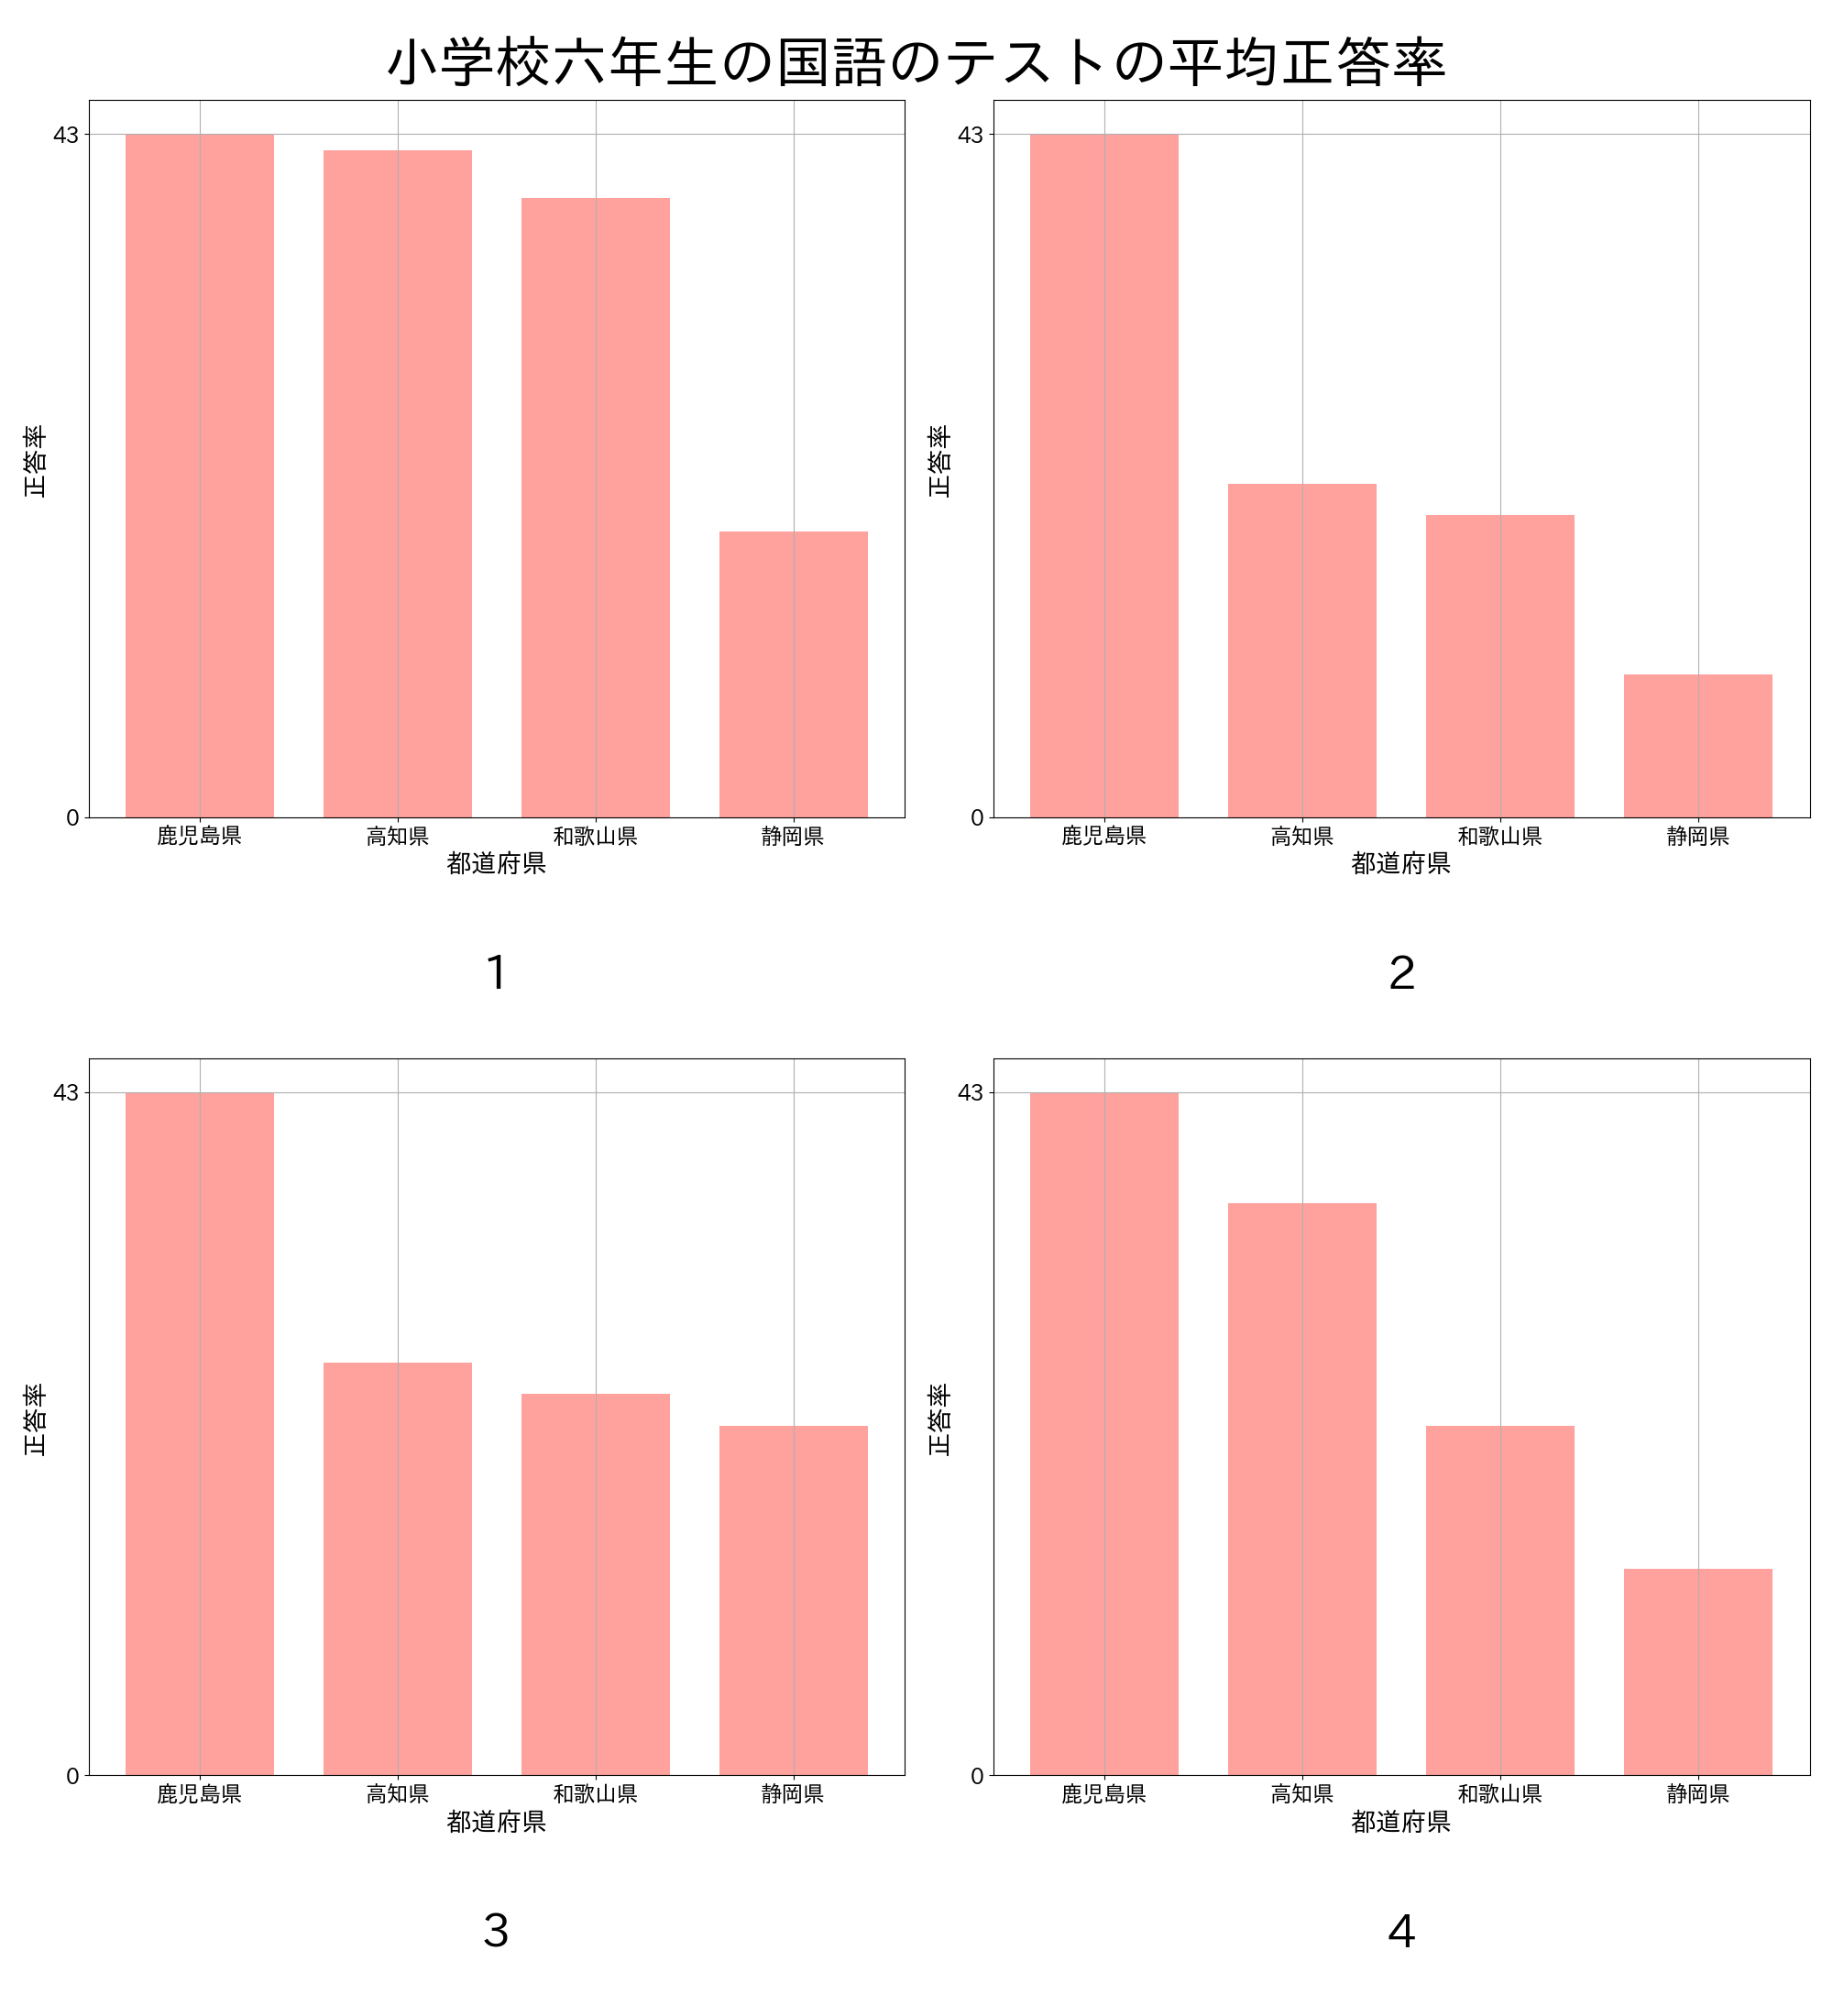 小学校六年生の国語のテストの平均正答率
43
0
正答率
鹿児島県 高知県 和歌山県 静岡県
都道府県
1
43
0
正答率
鹿児島県 高知県 和歌山県 静岡県
都道府県
2
43
0
正答率
鹿児島県 高知県 和歌山県 静岡県
都道府県
3
43
0
正答率
鹿児島県 高知県 和歌山県 静岡県
都道府県
4